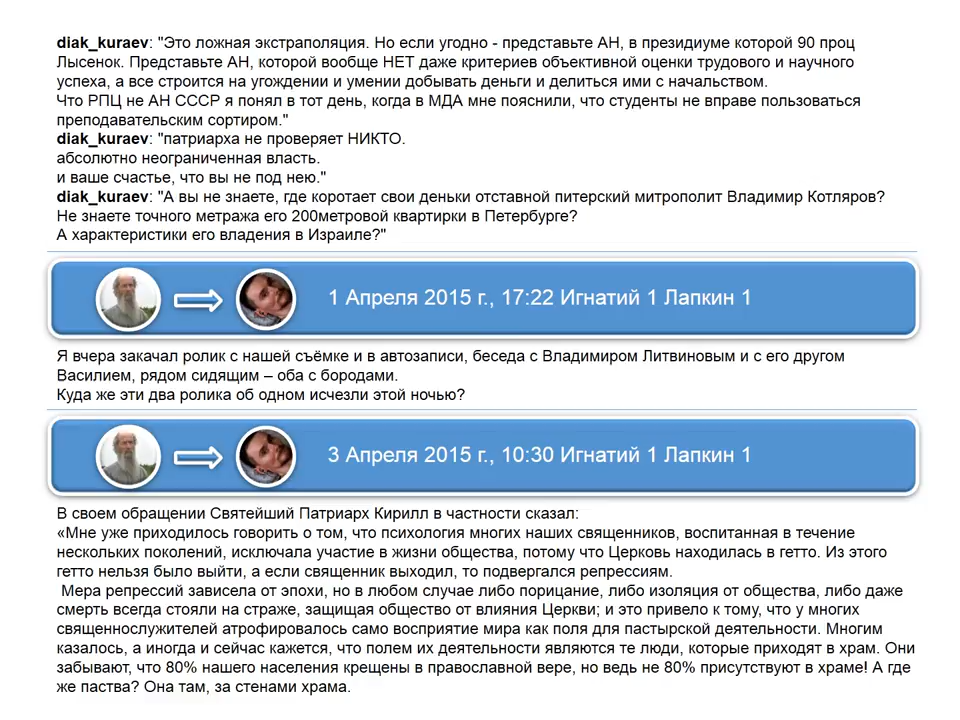 diak_kuraev: "Это ложная экстраполяция. Но если угодно - представьте АН, в президиуме которой 90 проц
Лысенок. Представьте АН, которой вообще НЕТ даже критериев объективной оценки трудового и научного
успеха, а все строится на угождении и умении добывать деньги и делиться ими с начальством.
Что РПЦ не АН СССР я понял в тот день, когда в МДА мне пояснили, что студенты не вправе пользоваться
преподавательским сортиром."
diak_kuraev: "патриарха не проверяет НИКТО.
абсолютно неограниченная власть.
и ваше счастье, что вы не под нею."
diak_kuraev: "А вы не знаете, где коротает свои деньки отставной питерский митрополит Владимир Котляров?
Не знаете точного метража его 200метровой квартирки в Петербурге?
А характеристики его владения в Израиле?"
1 Апреля 2015 г., 17:22 Игнатий 1 Лапкин 1
Я вчера закачал ролик с нашей съёмке и в автозаписи, беседа с Владимиром Литвиновым и с его другом
Василием, рядом сидящим – оба с бородами.
Куда же эти два ролика об одном исчезли этой ночью?
3 Апреля 2015 г., 10:30 Игнатий 1 Лапкин 1
В своем обращении Святейший Патриарх Кирилл в частности сказал:
«Мне уже приходилось говорить о том, что психология многих наших священников, воспитанная в течение
нескольких поколений, исключала участие в жизни общества, потому что Церковь находилась в гетто. Из этого
гетто нельзя было выйти, а если священник выходил, то подвергался репрессиям.
Мера репрессий зависела от эпохи, но в любом случае либо порицание, либо изоляция от общества, либо даже
смерть всегда стояли на страже, защищая общество от влияния Церкви; и это привело к тому, что у многих
священнослужителей атрофировалось само восприятие мира как поля для пастырской деятельности. Многим
казалось, а иногда и сейчас кажется, что полем их деятельности являются те люди, которые приходят в храм. Они
забывают, что 80% нашего населения крещены в православной вере, но ведь не 80% присутствуют в храме! А где
же паства? Она там, за стенами храма.